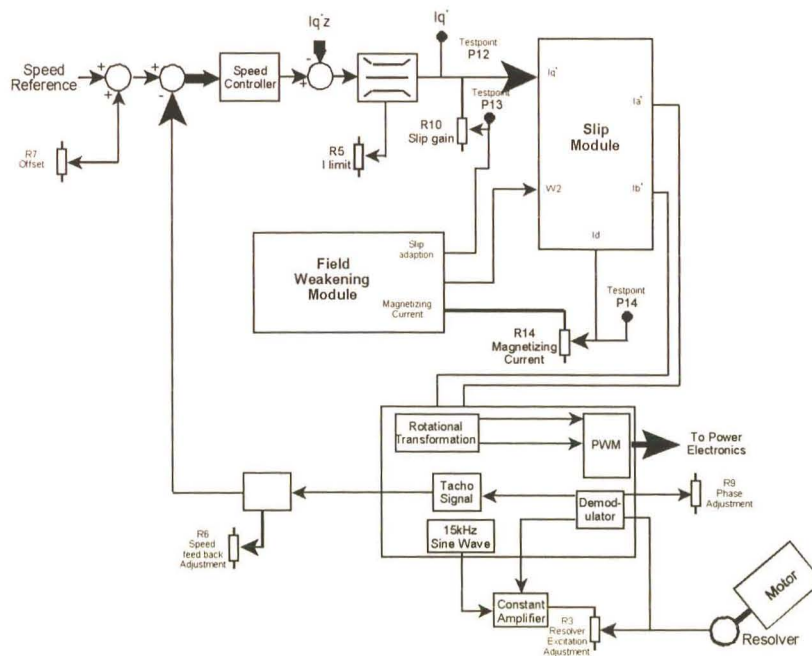 Iq*z
Iq*
Testpoint
P12
Testpoint
P13
Speed
Reference
+
+
+
-
Speed
Controller
-
+
R7
Offset
R5
I limit
R10
Slip gain
Iq*
Ia*
Slip
Module
W2
Ib*
Id
Slip
adaption
Field
Weakening
Module
Magnetizing
Current
Testpoint
P14
R14
Magnetizing
Current
Rotational
Transformation
PWM
To Power
Electronics
Tacho
Signal
Demod-
ulator
R9
Phase
Adjustment
15kHz
Sine Wave
R6
Speed
feed back
Adjustment
Constant
Amplifier
R3
Resolver
Excitation
Adjustment
Motor
Resolver